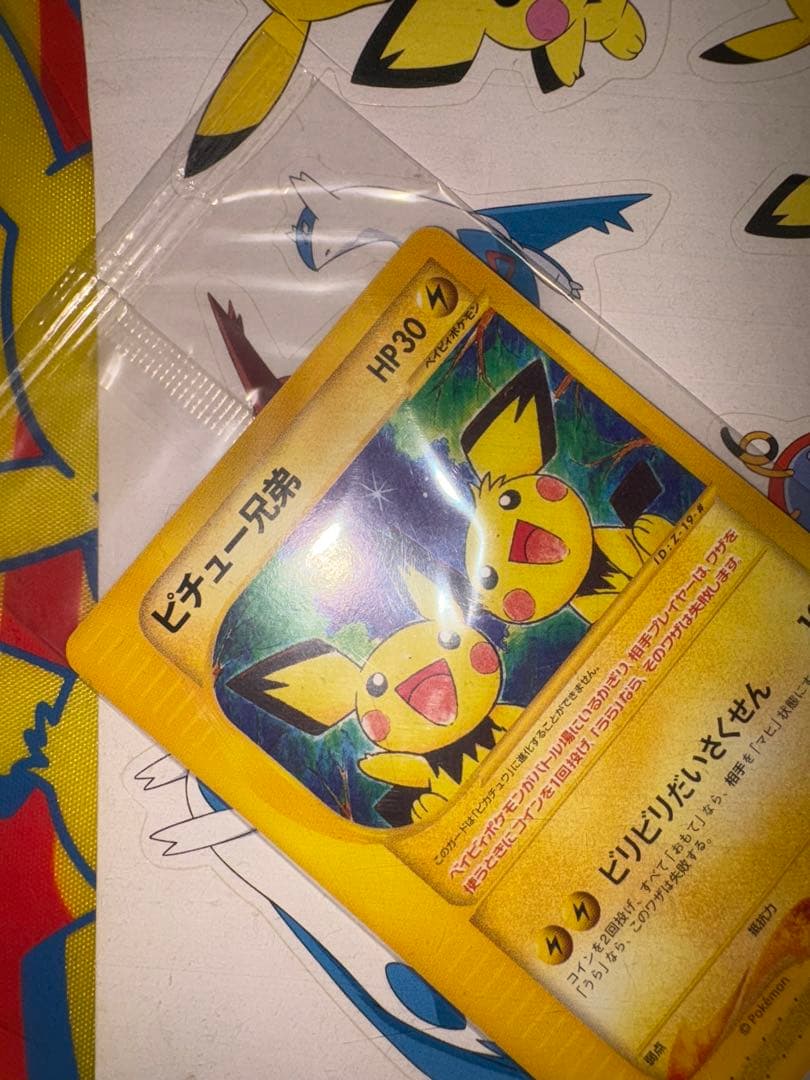 ピチュー兄弟
HP30
ベイビィポケモン
ID:Z-19-#
このカードは「ピカチュウ」に進化することができません。
ベイビィポケモンがバトル場にいるかぎり、相手プレイヤーは、ワザを
使うときにコインを1回投げ、「うら」なら、そのワザは失敗します。
ビリビリだいさくせん
コインを2回投げ、すべて「おもて」なら、相手を「マヒ」状態に
「うら」なら、このワザは失敗する。
弱点
抵抗力
©Pokémon